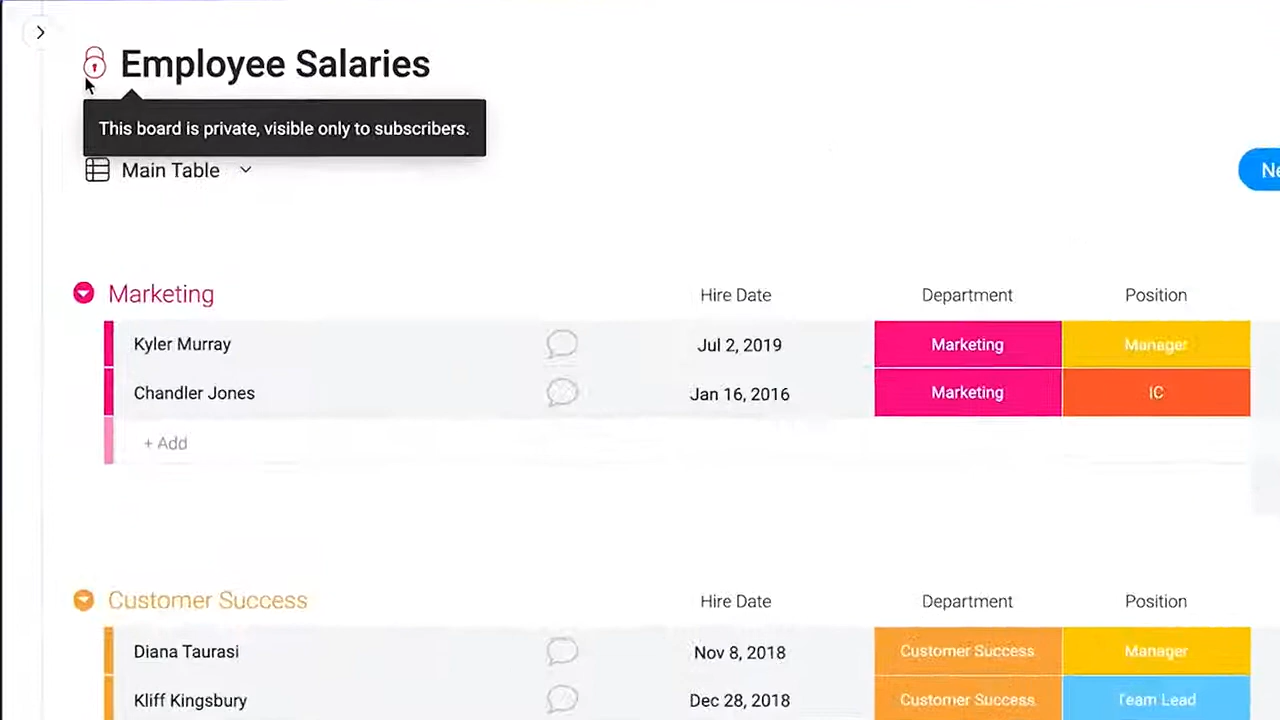 Employee Salaries
This board is private, visible only to subscribers.
Main Table
Marketing Hire Date Department Position
Kyler Murray Jul 2, 2019 Marketing Manager
Chandler Jones Jan 16, 2016 Marketing IC
+ Add
Customer Success Hire Date Department Position
Diana Taurasi Nov 8, 2018 Customer Success Manager
Kliff Kingsbury Dec 28, 2018 Customer Success Team Lead